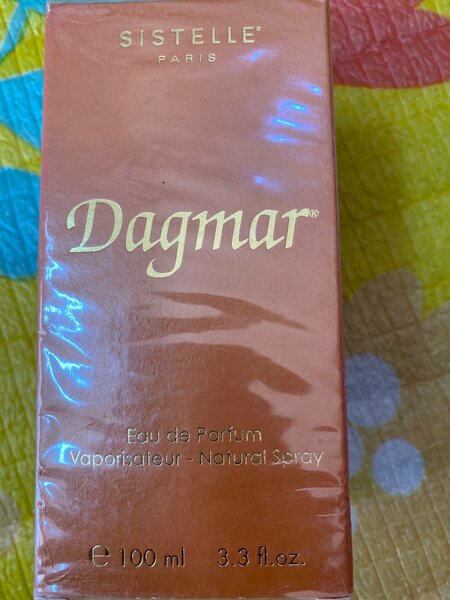 SISTELLE®
PARIS
Dagmar®
Eau de Parfum
Vaporisateur - Natural Spray
℮ 100 ml 3.3 fl.oz.